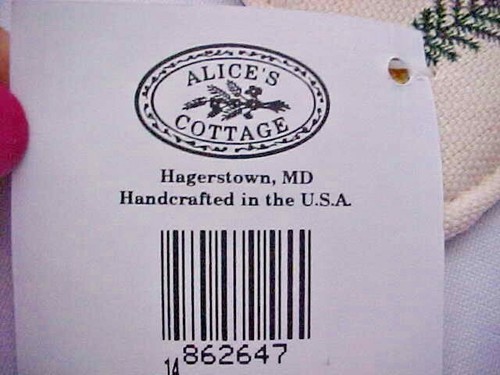 ALICE'S
COTTAGE
Hagerstown, MD
Handcrafted in the U.S.A.
14 862647